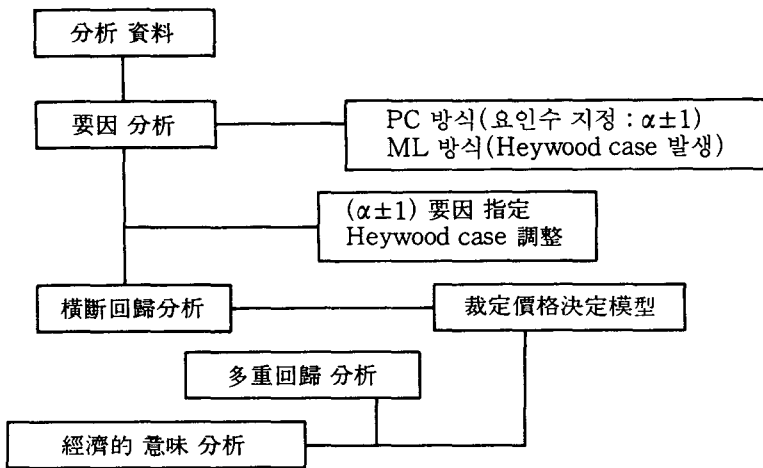 分析 資料
要因 分析
PC 방식(요인수 지정 : α±1)
ML 방식(Heywood case 발생)
(α±1) 要因 指定
Heywood case 調整
橫斷回歸分析
裁定價格決定模型
多重回歸 分析
經濟的 意味 分析